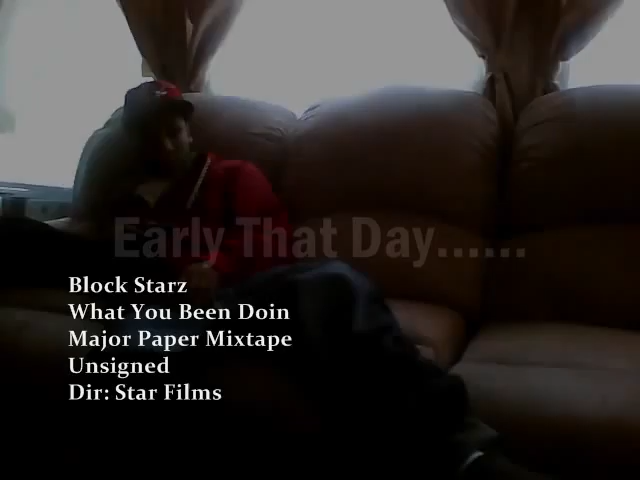 Early That Day......
Block Starz
What You Been Doin
Major Paper Mixtape
Unsigned
Dir: Star Films